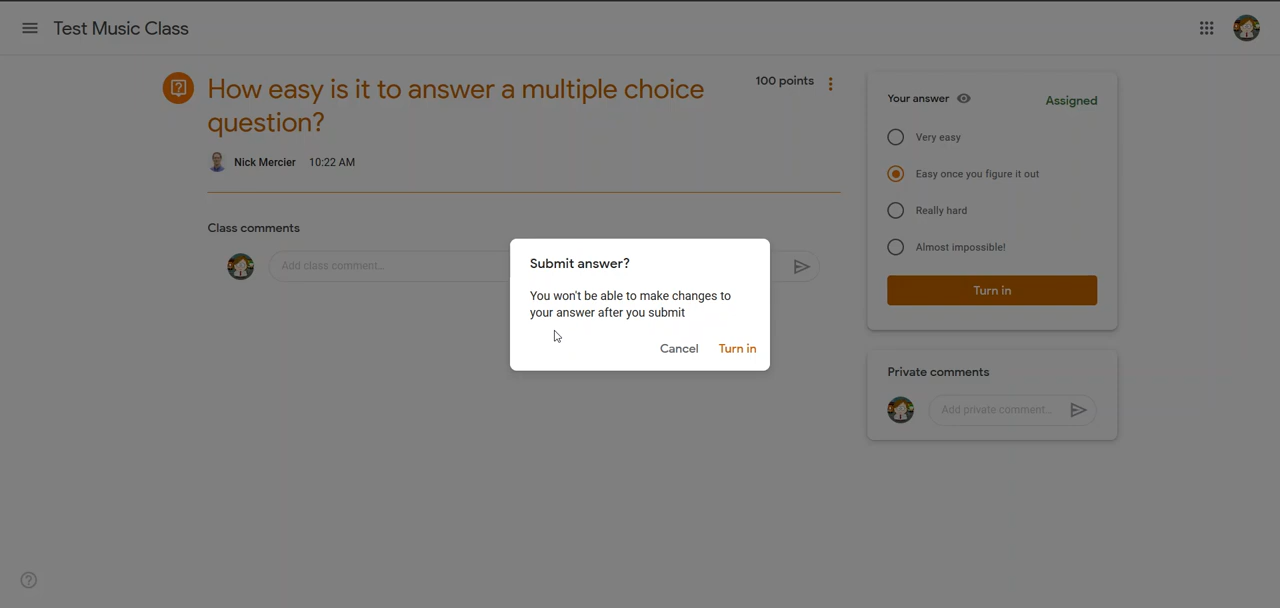 Test Music Class
How easy is it to answer a multiple choice
question?
100 points
Nick Mercier 10:22 AM
Class comments
Add class comment...
Your answer
Assigned
Very easy
Easy once you figure it out
Really hard
Almost impossible!
Turn in
Private comments
Add private comment...
Submit answer?
You won't be able to make changes to
your answer after you submit
Cancel Turn in